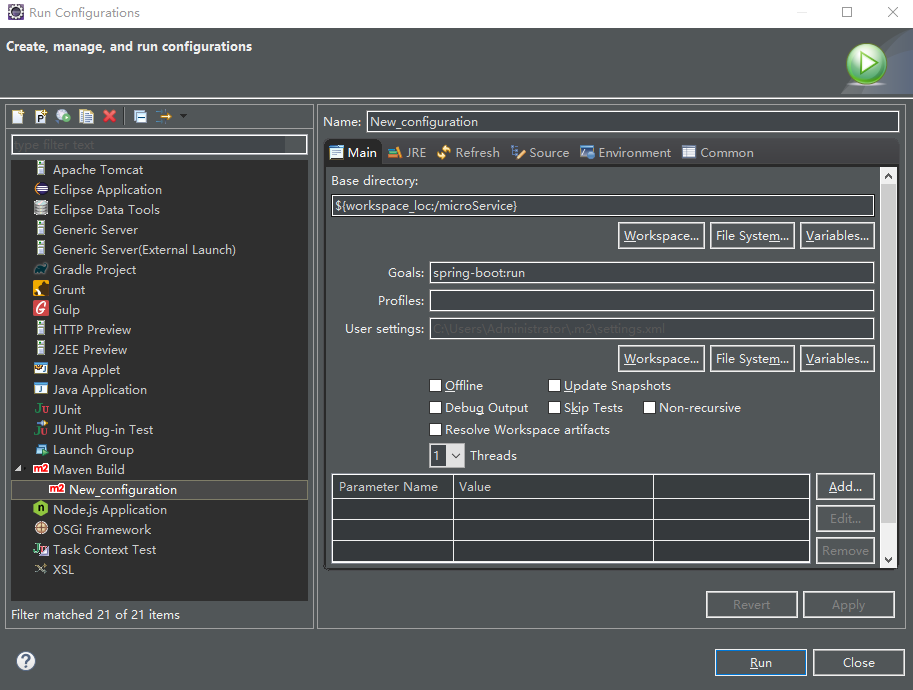 Run Configurations
Create, manage, and run configurations
type filter text
Apache Tomcat
Eclipse Application
Eclipse Data Tools
Generic Server
Generic Server(External Launch)
Gradle Project
Grunt
Gulp
HTTP Preview
J2EE Preview
Java Applet
Java Application
JUnit
JUnit Plug-in Test
Launch Group
Maven Build
New_configuration
Node.js Application
OSGi Framework
Task Context Test
XSL
Filter matched 21 of 21 items
Name: New_configuration
Main JRE Refresh Source Environment Common
Base directory:
${workspace_loc:/microService}
Workspace... File System... Variables...
Goals: spring-boot:run
Profiles:
User settings: C:\Users\Administrator\.m2\settings.xml
Workspace... File System... Variables...
Offline Update Snapshots
Debug Output Skip Tests Non-recursive
Resolve Workspace artifacts
1 Threads
Parameter Name Value Add...
Edit...
Remove
Revert Apply
Run Close